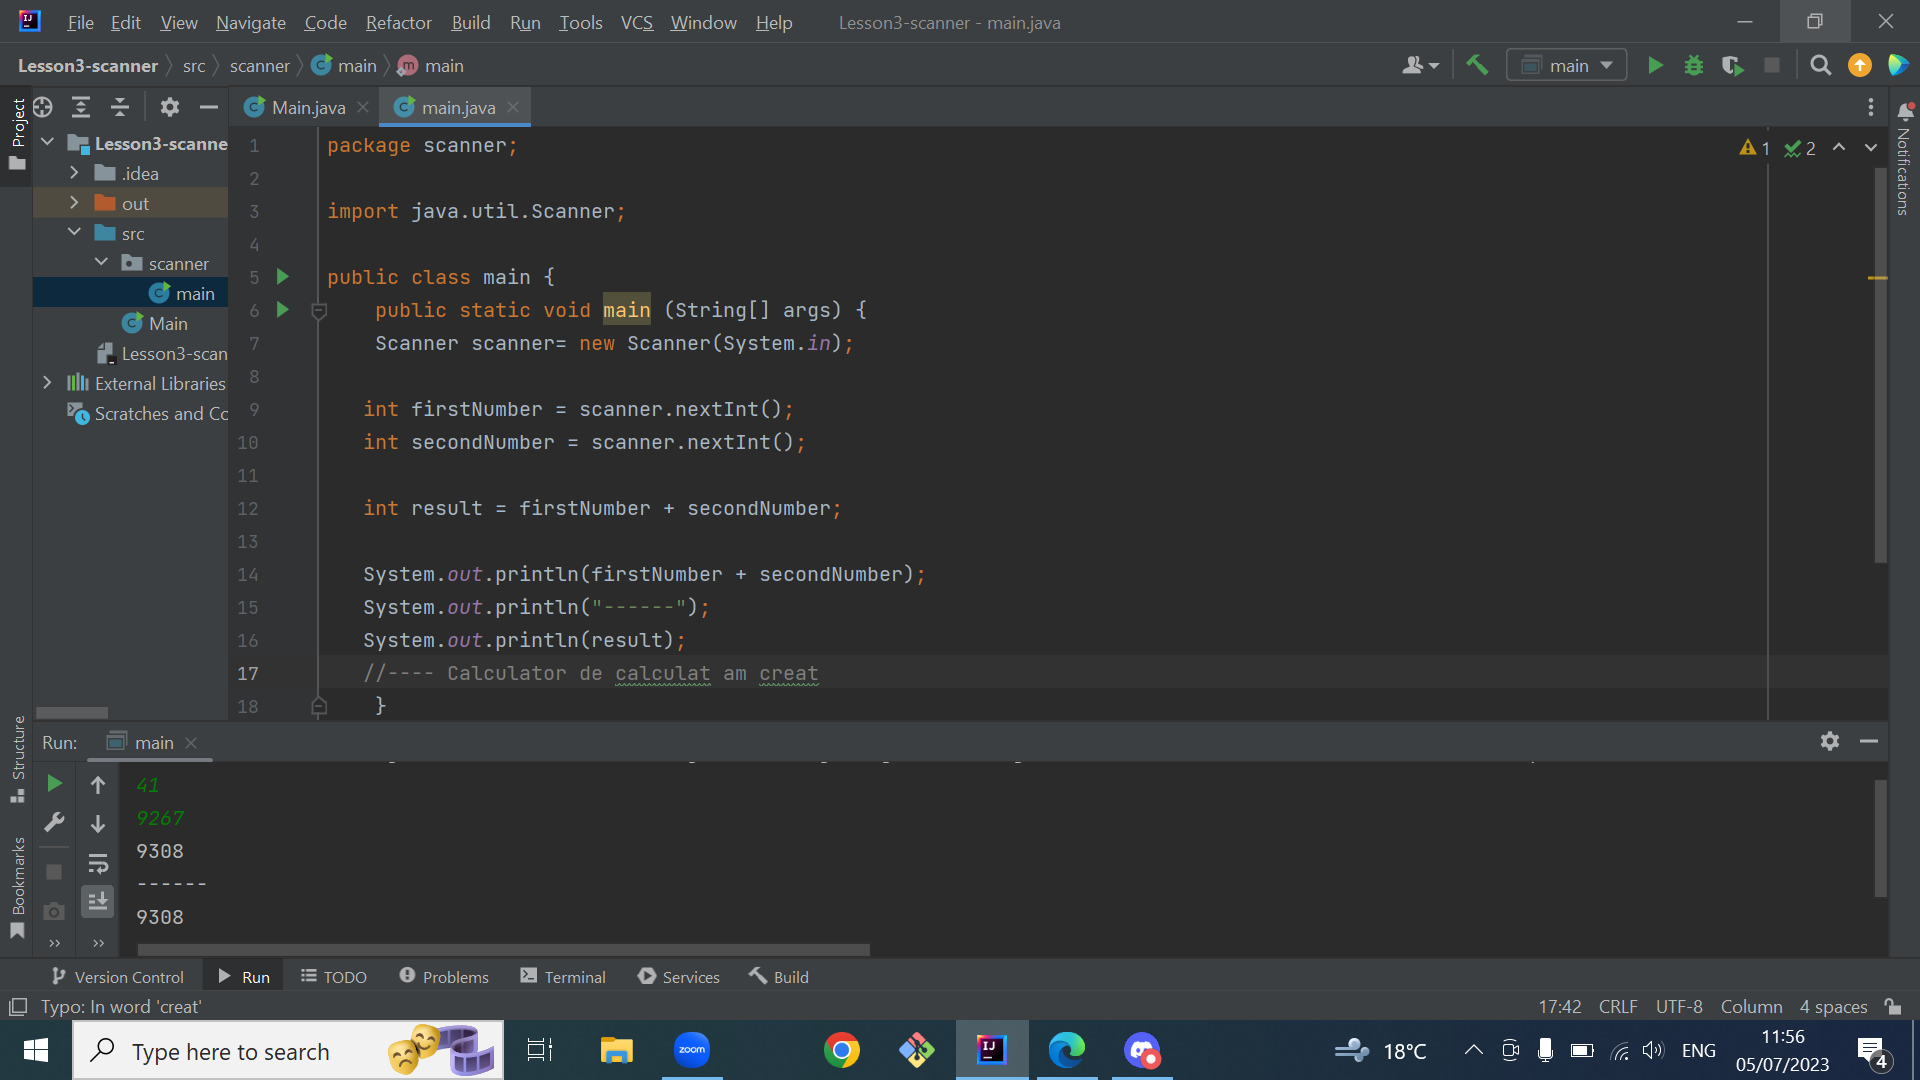 File Edit View Navigate Code Refactor Build Run Tools VCS Window Help Lesson3-scanner - main.java
Lesson3-scanner src scanner main main main
Project
Main.java main.java
Notifications
Lesson3-scanne
.idea
out
src
scanner
main
Main
Lesson3-scan
External Libraries
Scratches and Co
1 package scanner; 1 2
2
3 import java.util.Scanner;
4
5 public class main {
6 public static void main (String[] args) {
7 Scanner scanner= new Scanner(System.in);
8
9 int firstNumber = scanner.nextInt();
10 int secondNumber = scanner.nextInt();
11
12 int result = firstNumber + secondNumber;
13
14 System.out.println(firstNumber + secondNumber);
15 System.out.println("------");
16 System.out.println(result);
17 //---- Calculator de calculat am creat
18 }
Structure
Bookmarks
Run: main
41
9267
9308
------
9308
Version Control Run TODO Problems Terminal Services Build
Typo: In word 'creat' 17:42 CRLF UTF-8 Column 4 spaces
Type here to search zoom 18°C ENG 11:56
05/07/2023 4